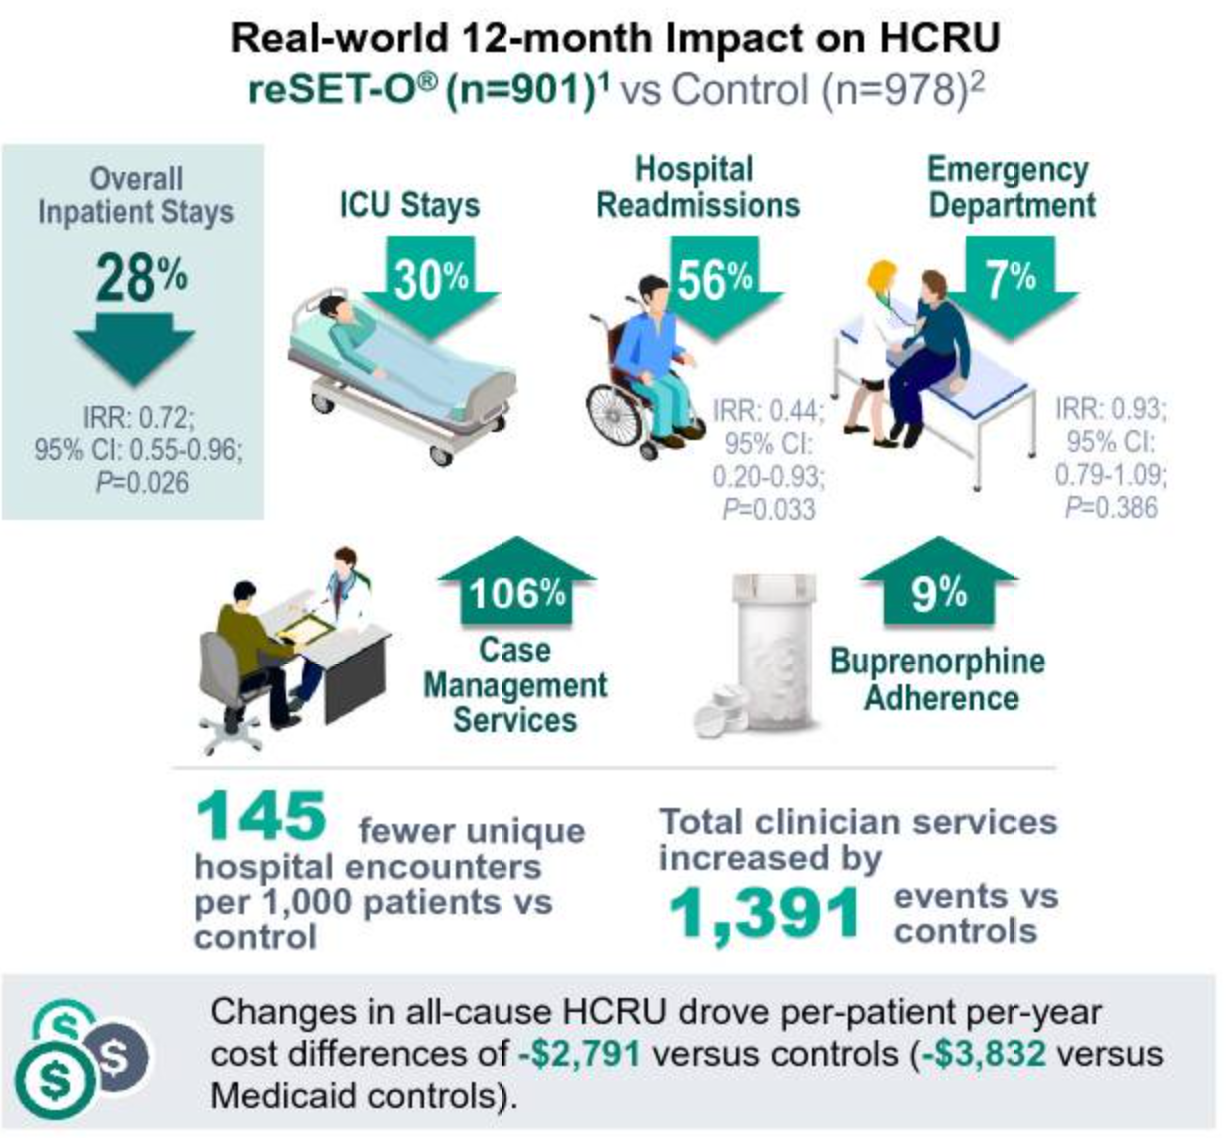 Real-world 12-month Impact on HCRU
reSET-O® (n=901)¹ vs Control (n=978)²
Overall
Inpatient Stays
28%
IRR: 0.72;
95% CI: 0.55-0.96;
P=0.026
ICU Stays
30%
Hospital
Readmissions
56%
IRR: 0.44;
95% CI:
0.20-0.93;
P=0.033
Emergency
Department
7%
IRR: 0.93;
95% CI:
0.79-1.09;
P=0.386
106%
Case
Management
Services
9%
Buprenorphine
Adherence
145 fewer unique
hospital encounters
per 1,000 patients vs
control
Total clinician services
increased by
1,391 events vs
controls
$
$
$
Changes in all-cause HCRU drove per-patient per-year
cost differences of -$2,791 versus controls (-$3,832 versus
Medicaid controls).